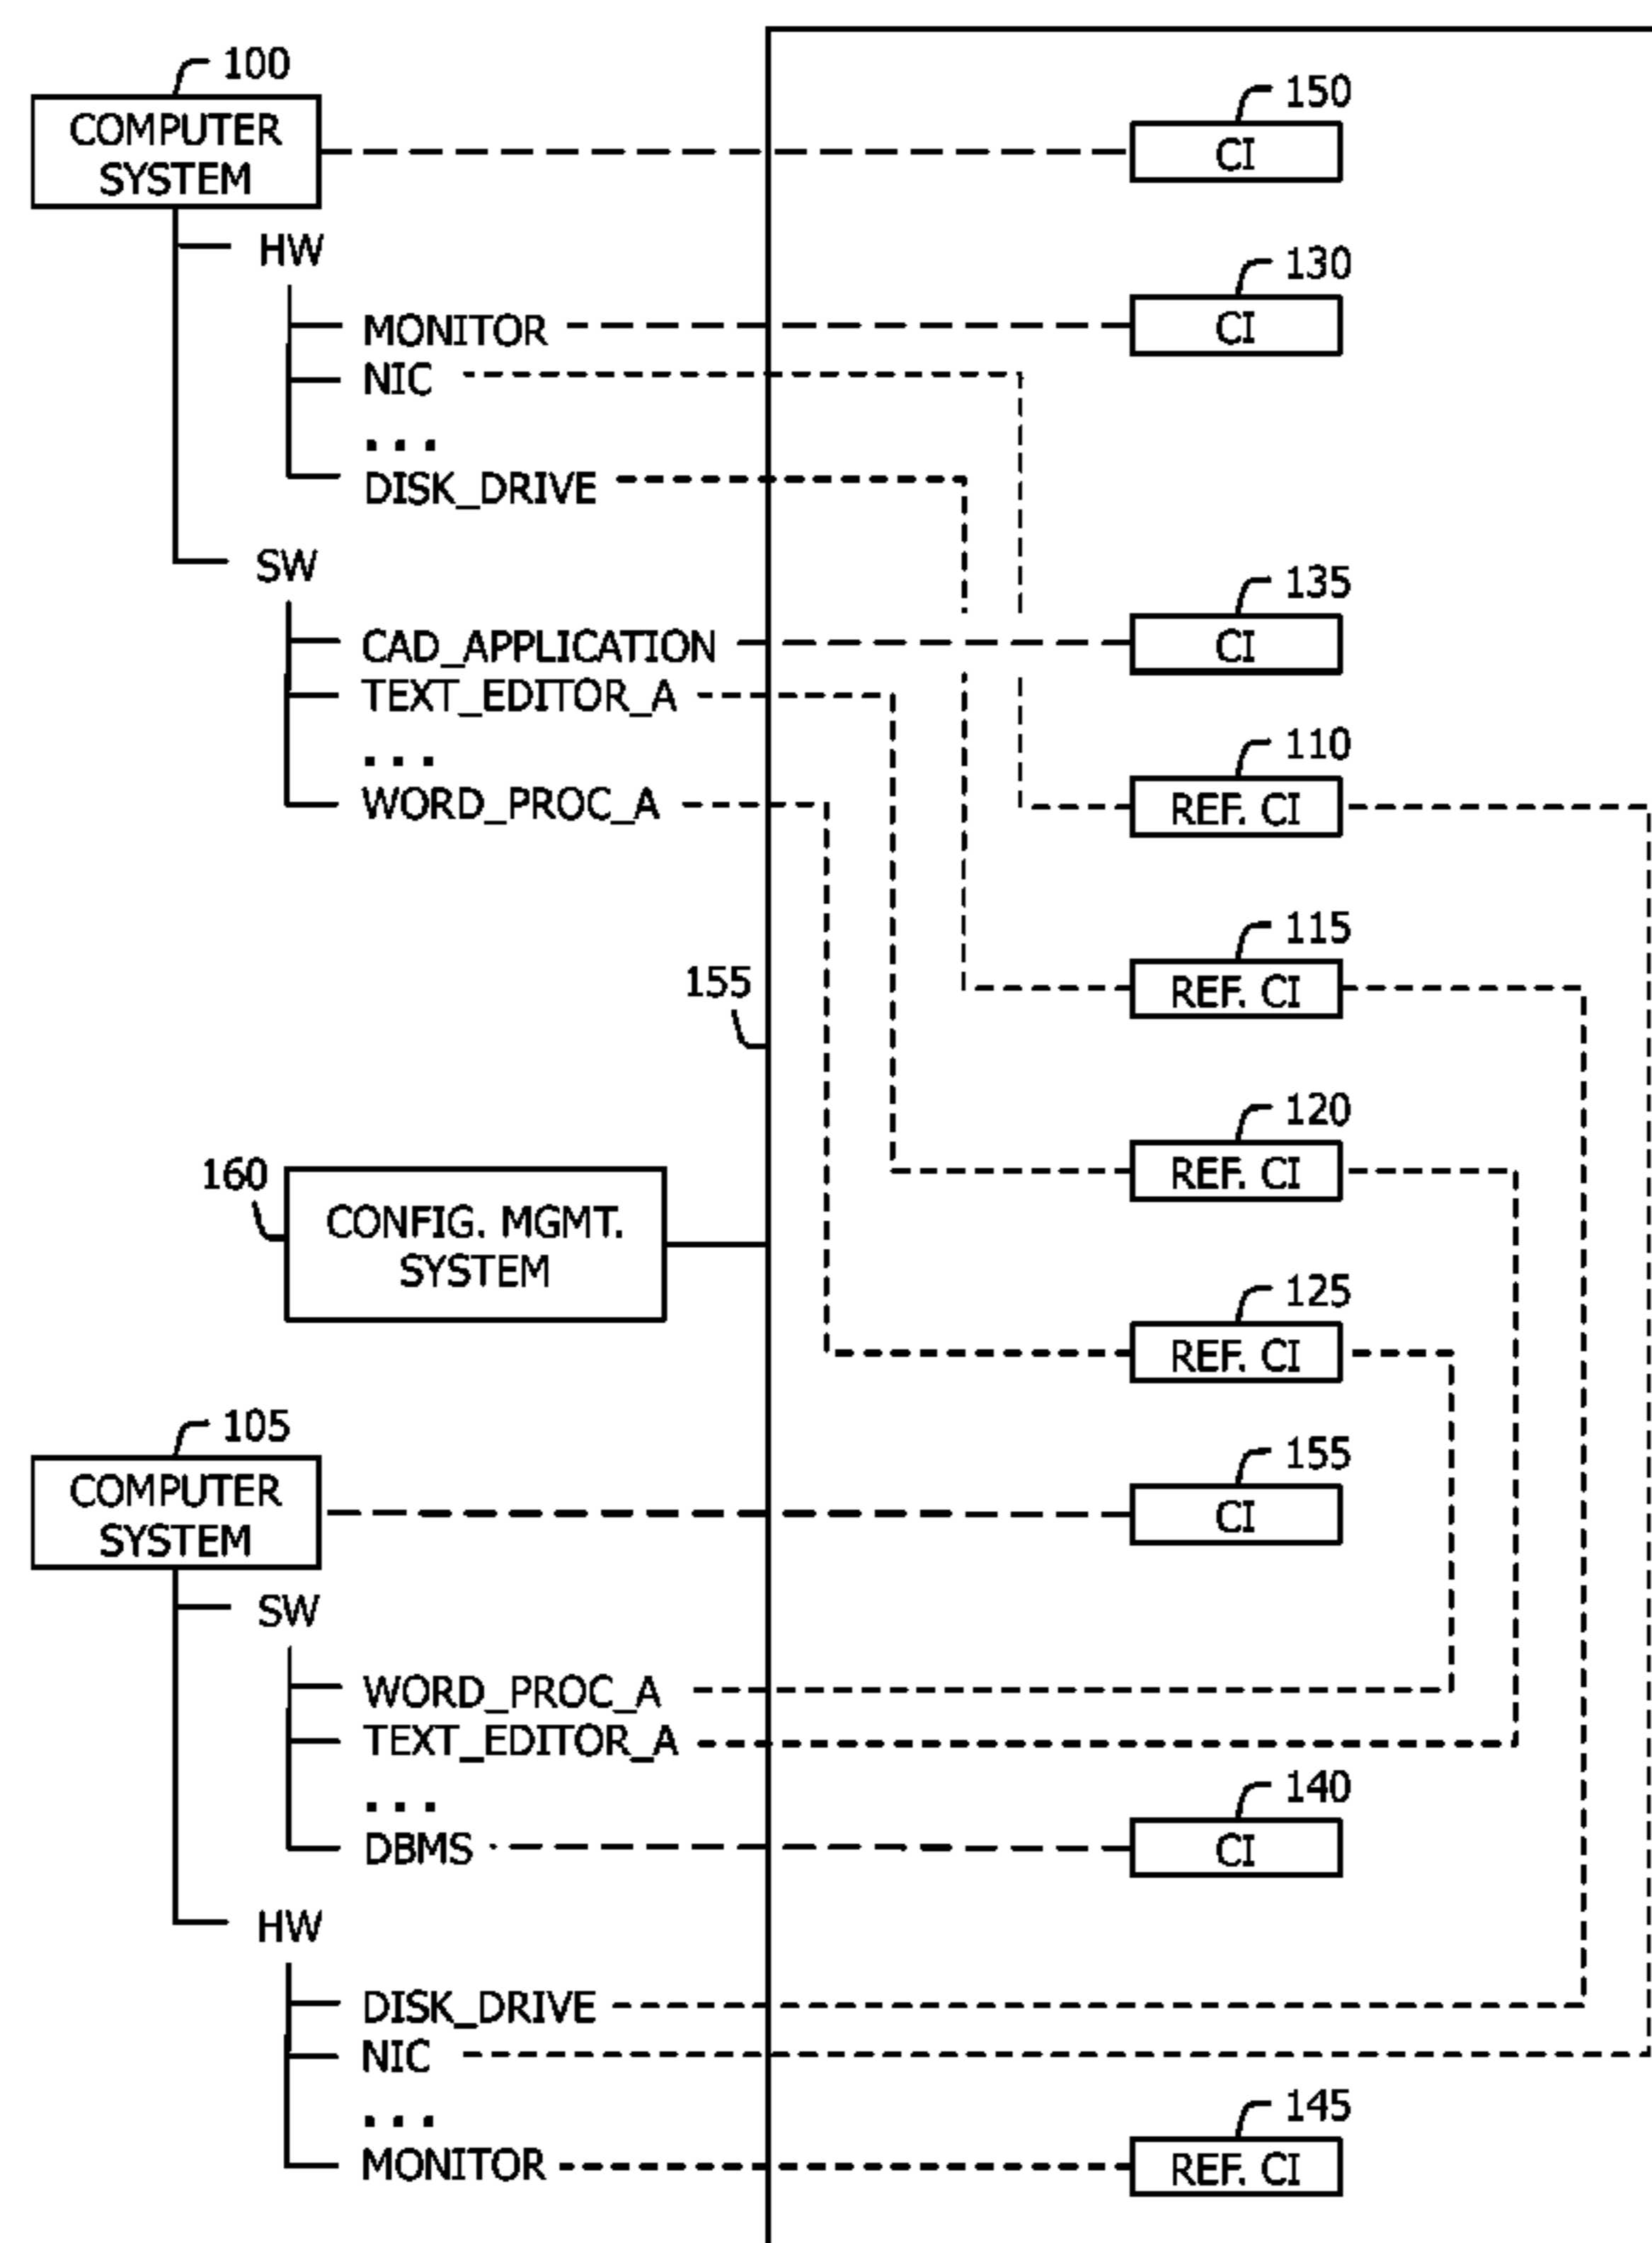 100
COMPUTER
SYSTEM
150
CI
HW
130
CI
MONITOR
NIC
...
DISK_DRIVE
SW
135
CI
CAD_APPLICATION
TEXT_EDITOR_A
...
WORD_PROC_A
110
REF. CI
115
REF. CI
155
120
REF. CI
160
CONFIG. MGMT.
SYSTEM
125
REF. CI
105
COMPUTER
SYSTEM
155
CI
SW
WORD_PROC_A
TEXT_EDITOR_A
...
DBMS
140
CI
HW
DISK_DRIVE
NIC
...
MONITOR
145
REF. CI